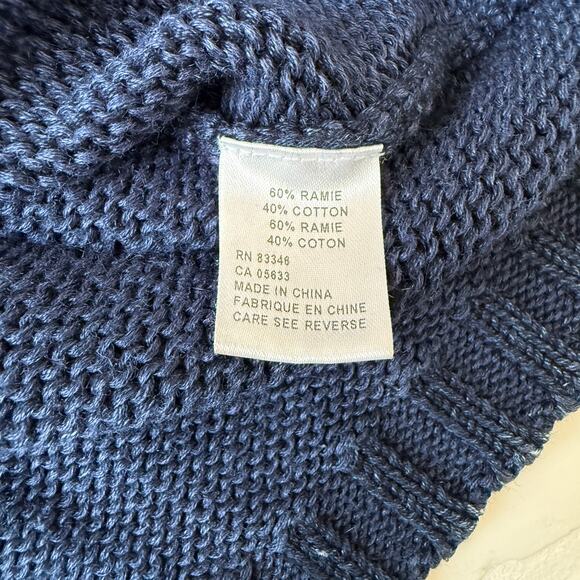 60% RAMIE
40% COTTON
60% RAMIE
40% COTON
RN 83346
CA 05633
MADE IN CHINA
FABRIQUE EN CHINE
CARE SEE REVERSE